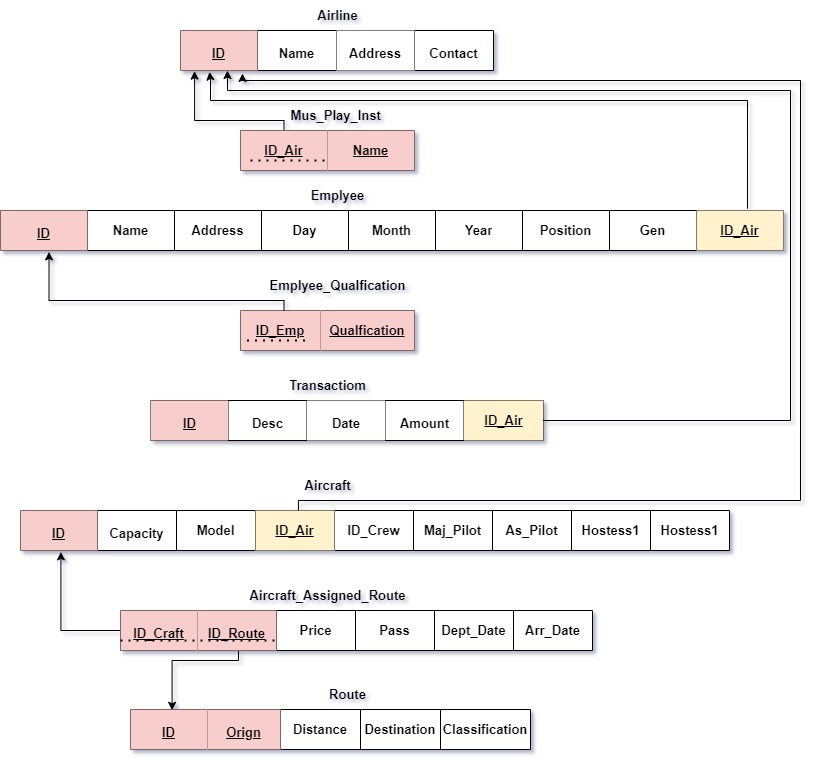 Airline
ID Name Address Contact
Mus_Play_Inst
ID_Air Name
Emplyee
ID Name Address Day Month Year Position Gen ID_Air
Emplyee_Qualfication
ID_Emp Qualfication
Transactiom
ID Desc Date Amount ID_Air
Aircraft
ID Capacity Model ID_Air ID_Crew Maj_Pilot As_Pilot Hostess1 Hostess1
Aircraft_Assigned_Route
ID_Craft ID_Route Price Pass Dept_Date Arr_Date
Route
ID Orign Distance Destination Classification